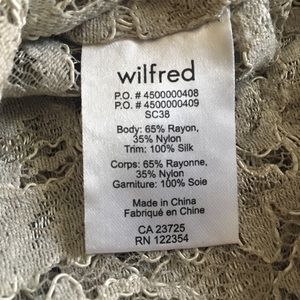 wilfred
P.O. # 4500000408
P.O. # 4500000409
SC38
Body: 65% Rayon,
35% Nylon
Trim: 100% Silk
Corps: 65% Rayonne,
35% Nylon
Garniture: 100% Soie
Made in China
Fabriqué en Chine
CA 23725
RN 122354